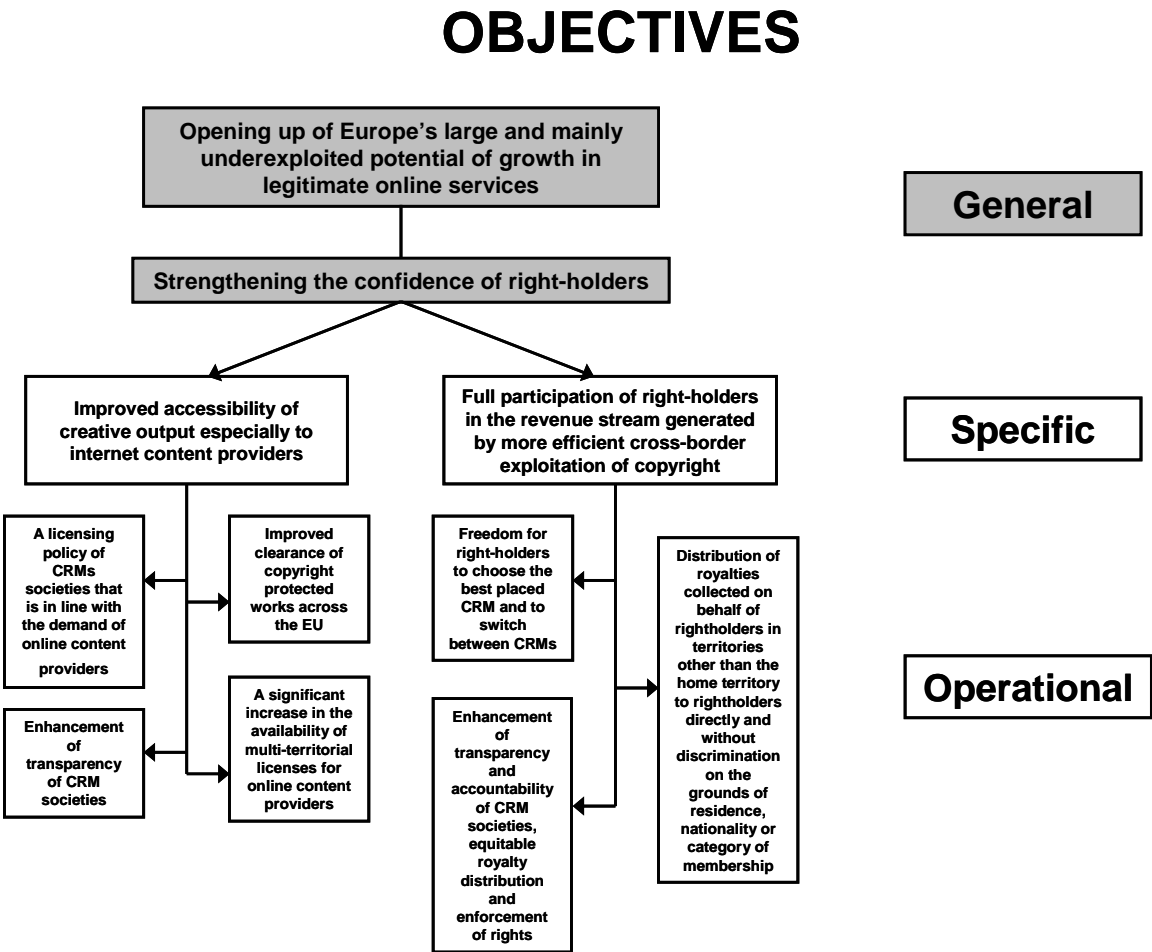 OBJECTIVES
Opening up of Europe's large and mainly
underexploited potential of growth in
legitimate online services
General
Strengthening the confidence of right-holders
Improved accessibility of
creative output especially to
internet content providers
Full participation of right-holders
in the revenue stream generated
by more efficient cross-border
exploitation of copyright
Specific
A licensing
policy of
CRMs
societies that
is in line with
the demand of
online content
providers
Improved
clearance of
copyright
protected
works across
the EU
Enhancement
of
transparency
of CRM
societies
A significant
increase in the
availability of
multi-territorial
licenses for
online content
providers
Freedom for
right-holders
to choose the
best placed
CRM and to
switch
between CRMs
Distribution of
royalties
collected on
behalf of
rightholders in
territories
other than the
home territory
to rightholders
directly and
without
discrimination
on the
grounds of
residence,
nationality or
category of
membership
Enhancement
of
transparency
and
accountability
of CRM
societies,
equitable
royalty
distribution
and
enforcement
of rights
Operational